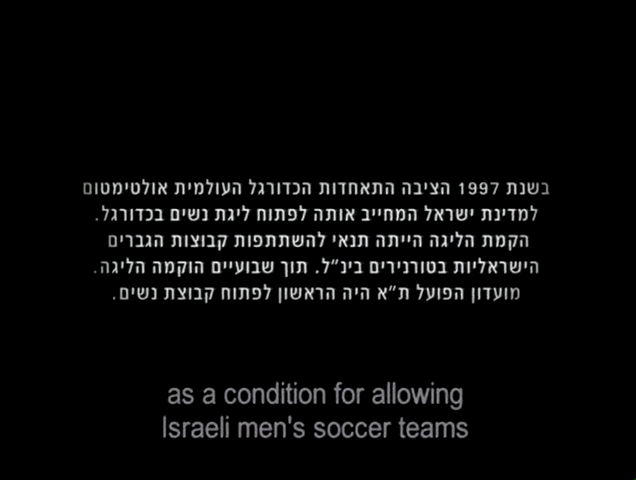 בשנת 1997 הציבה התאחדות הכדורגל העולמית אולטימטום
למדינת ישראל המחייב אותה לפתוח ליגת נשים בכדורגל.
הקמת הליגה הייתה תנאי להשתתפות קבוצות הגברים
הישראליות בטורנירים בינ"ל. תוך שבועיים הוקמה הליגה.
מועדון הפועל ת"א היה הראשון לפתוח קבוצת נשים.
as a condition for allowing
Israeli men's soccer teams